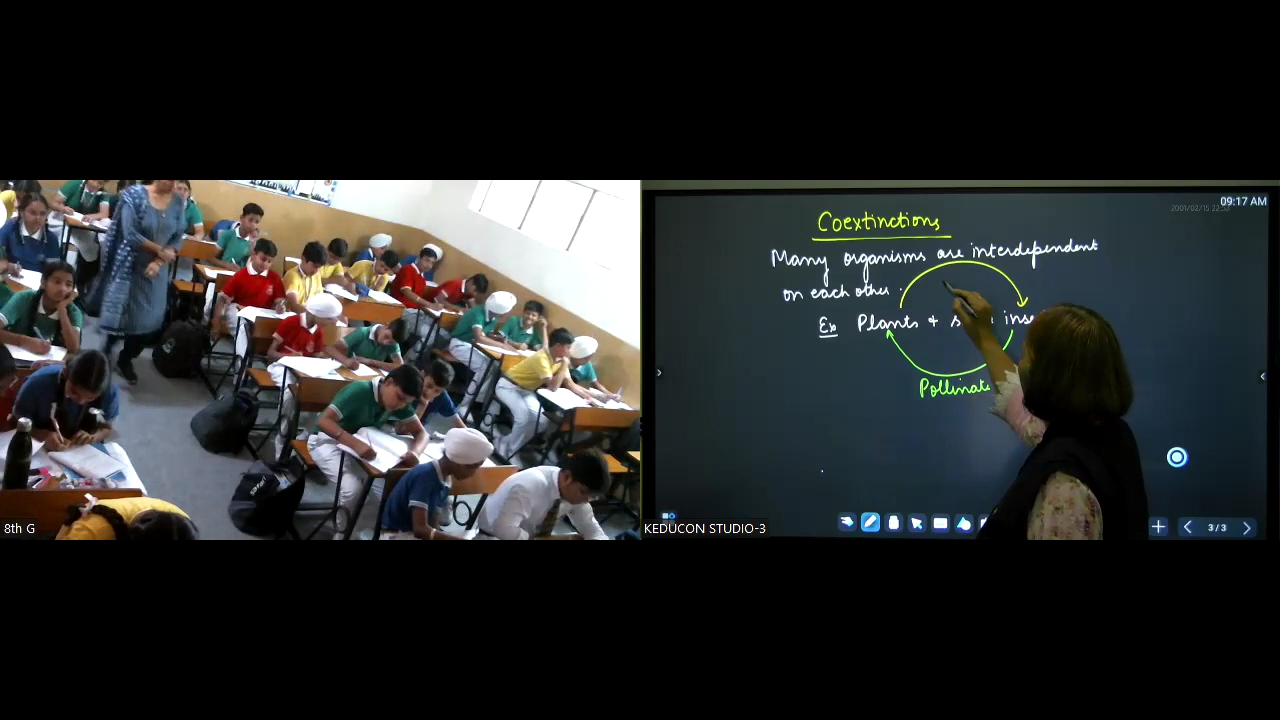 09:17 AM
Coextinctions
Many organisms are interdependent
on each other.
Ex Plants +
Pollinate
3/3
8th G
KEDUCON STUDIO-3